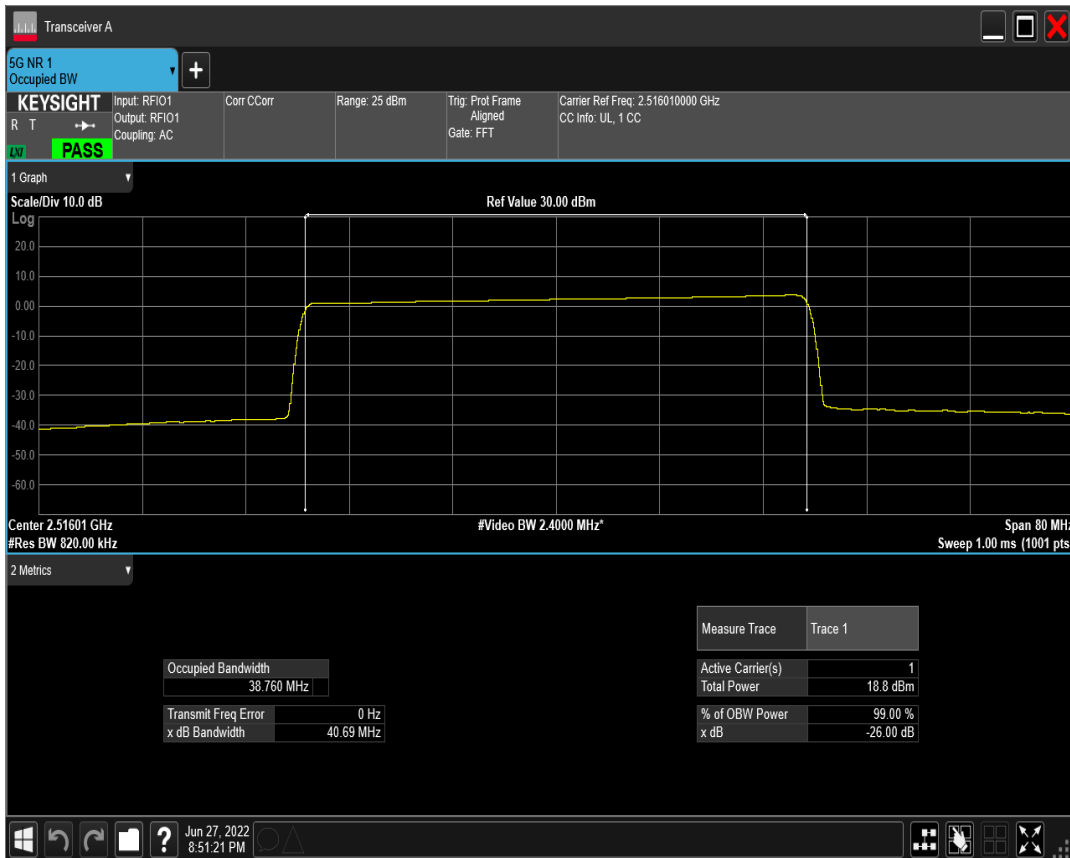 Transceiver A
5G NR 1
Occupied BW
+
KEYSIGHT
R T
LXI
PASS
Input: RFIO1
Output: RFIO1
Coupling: AC
Corr CCorr
Range: 25 dBm
Trig: Prot Frame
Aligned
Gate: FFT
Carrier Ref Freq: 2.516010000 GHz
CC Info: UL, 1 CC
1 Graph
Scale/Div 10.0 dB
Ref Value 30.00 dBm
Log
20.0
10.0
0.00
-10.0
-20.0
-30.0
-40.0
-50.0
-60.0
Center 2.51601 GHz
#Video BW 2.4000 MHz*
Span 80 MHz
#Res BW 820.00 kHz
Sweep 1.00 ms (1001 pts
2 Metrics
Measure Trace Trace 1
Occupied Bandwidth
38.760 MHz
Active Carrier(s) 1
Total Power 18.8 dBm
Transmit Freq Error 0 Hz
x dB Bandwidth 40.69 MHz
% of OBW Power 99.00 %
x dB -26.00 dB
?
Jun 27, 2022
8:51:21 PM